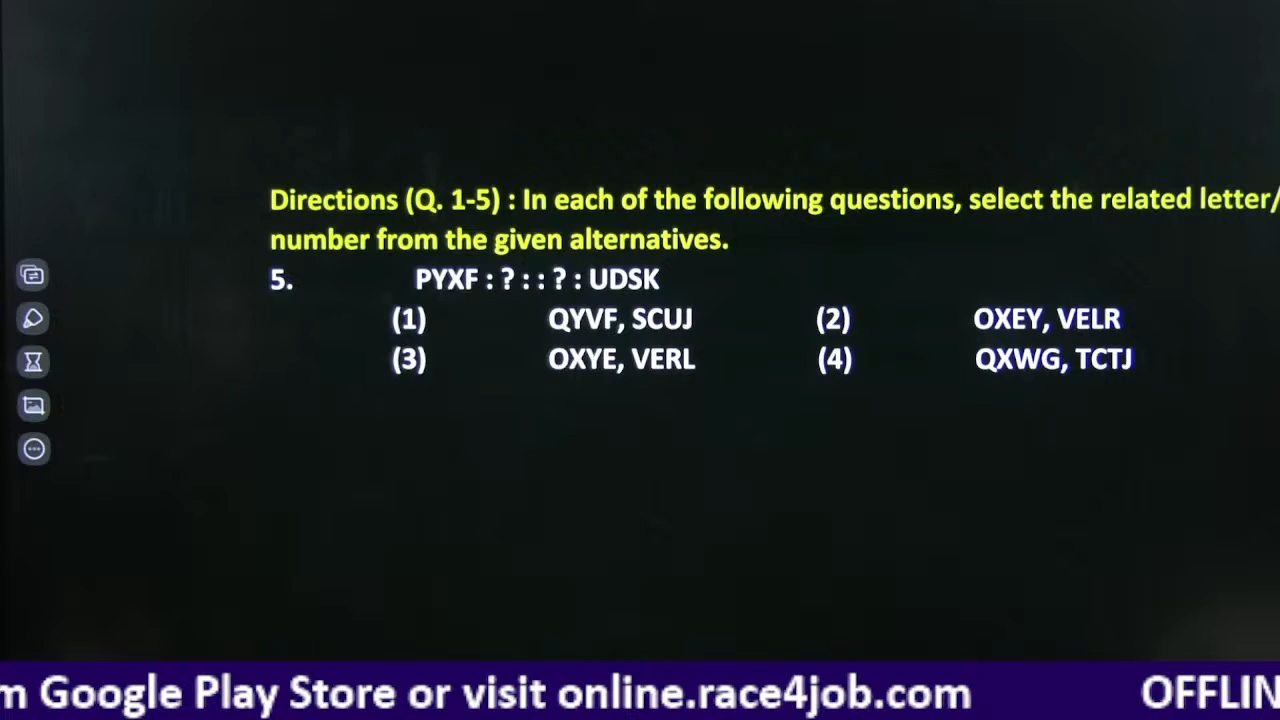 Directions (Q. 1-5) : In each of the following questions, select the related letter/
number from the given alternatives.
5. PYXF : ? : : ? : UDSK
(1) QYVF, SCUJ (2) OXEY, VELR
(3) OXYE, VERL (4) QXWG, TCTJ
m Google Play Store or visit online.race4job.com OFFLIN